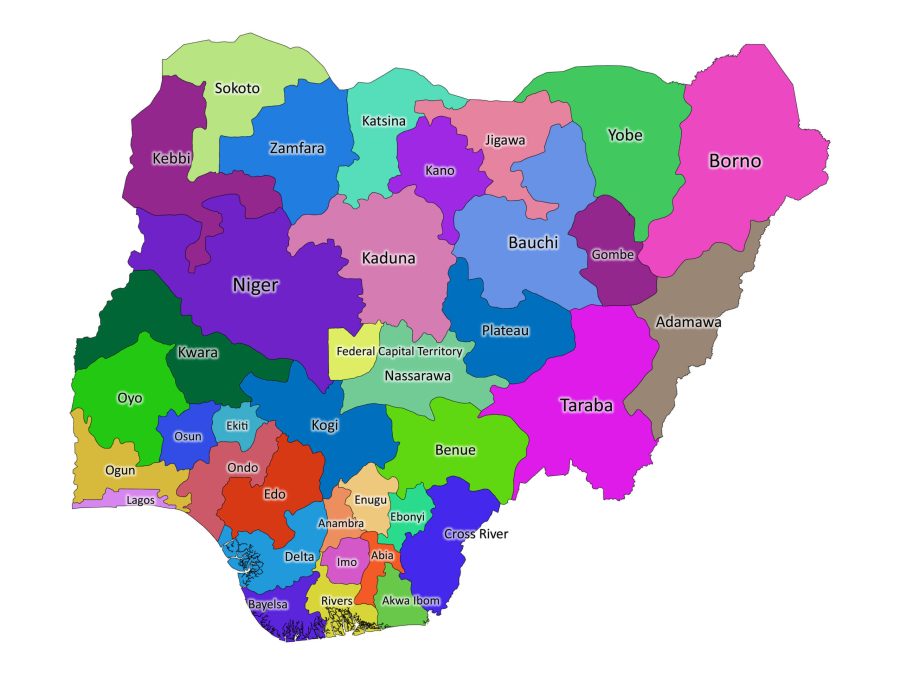 Sokoto
Katsina
Jigawa
Yobe
Zamfara
Kebbi
Kano
Borno
Bauchi
Gombe
Kaduna
Niger
Adamawa
Plateau
Federal Capital Territory
Kwara
Nassarawa
Oyo
Taraba
Kogi
Ekiti
Osun
Benue
Ondo
Ogun
Edo
Lagos
Enugu
Ebonyi
Anambra
Cross River
Delta
Imo
Abia
Bayelsa
Rivers
Akwa Ibom